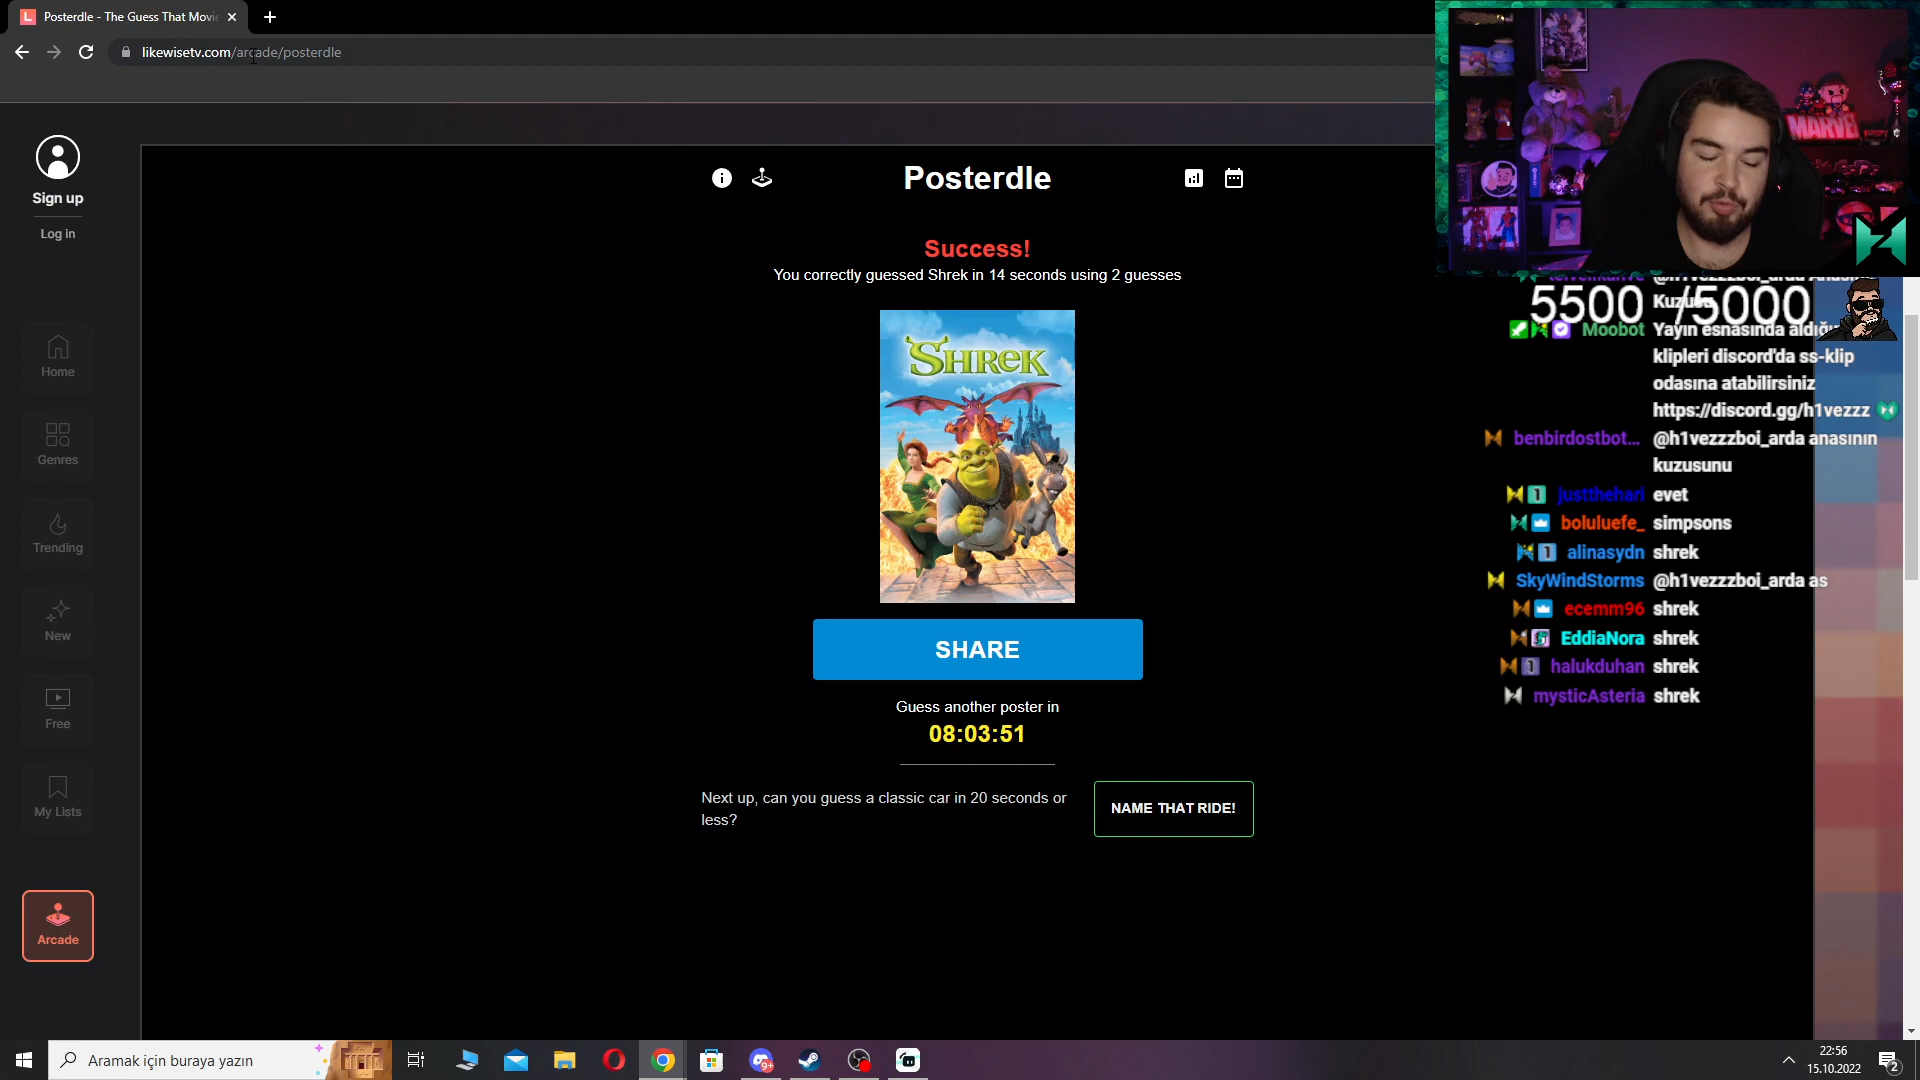 Posterdle - The Guess That Movi
likewisetv.com/arcade/posterdle
Sign up
Log in
Home
Genres
Trending
New
Free
My Lists
Arcade
Posterdle
Success!
You correctly guessed Shrek in 14 seconds using 2 guesses
SHREK
SHARE
Guess another poster in
08:03:51
Next up, can you guess a classic car in 20 seconds or
less?
NAME THAT RIDE!
MARVEL
5500 /5000
Moobot Yayın esnasında aldığı
klipleri discord'da ss-klip
odasına atabilirsiniz
https://discord.gg/h1vezzz
benbirdostbot... @h1vezzzboi_arda anasının
kuzusunu
justthehari evet
boluluefe_ simpsons
alinasydn shrek
SkyWindStorms @h1vezzzboi_arda as
ecemm96 shrek
EddiaNora shrek
halukduhan shrek
mysticAsteria shrek
Aramak için buraya yazın
9+
22:56
15.10.2022
2